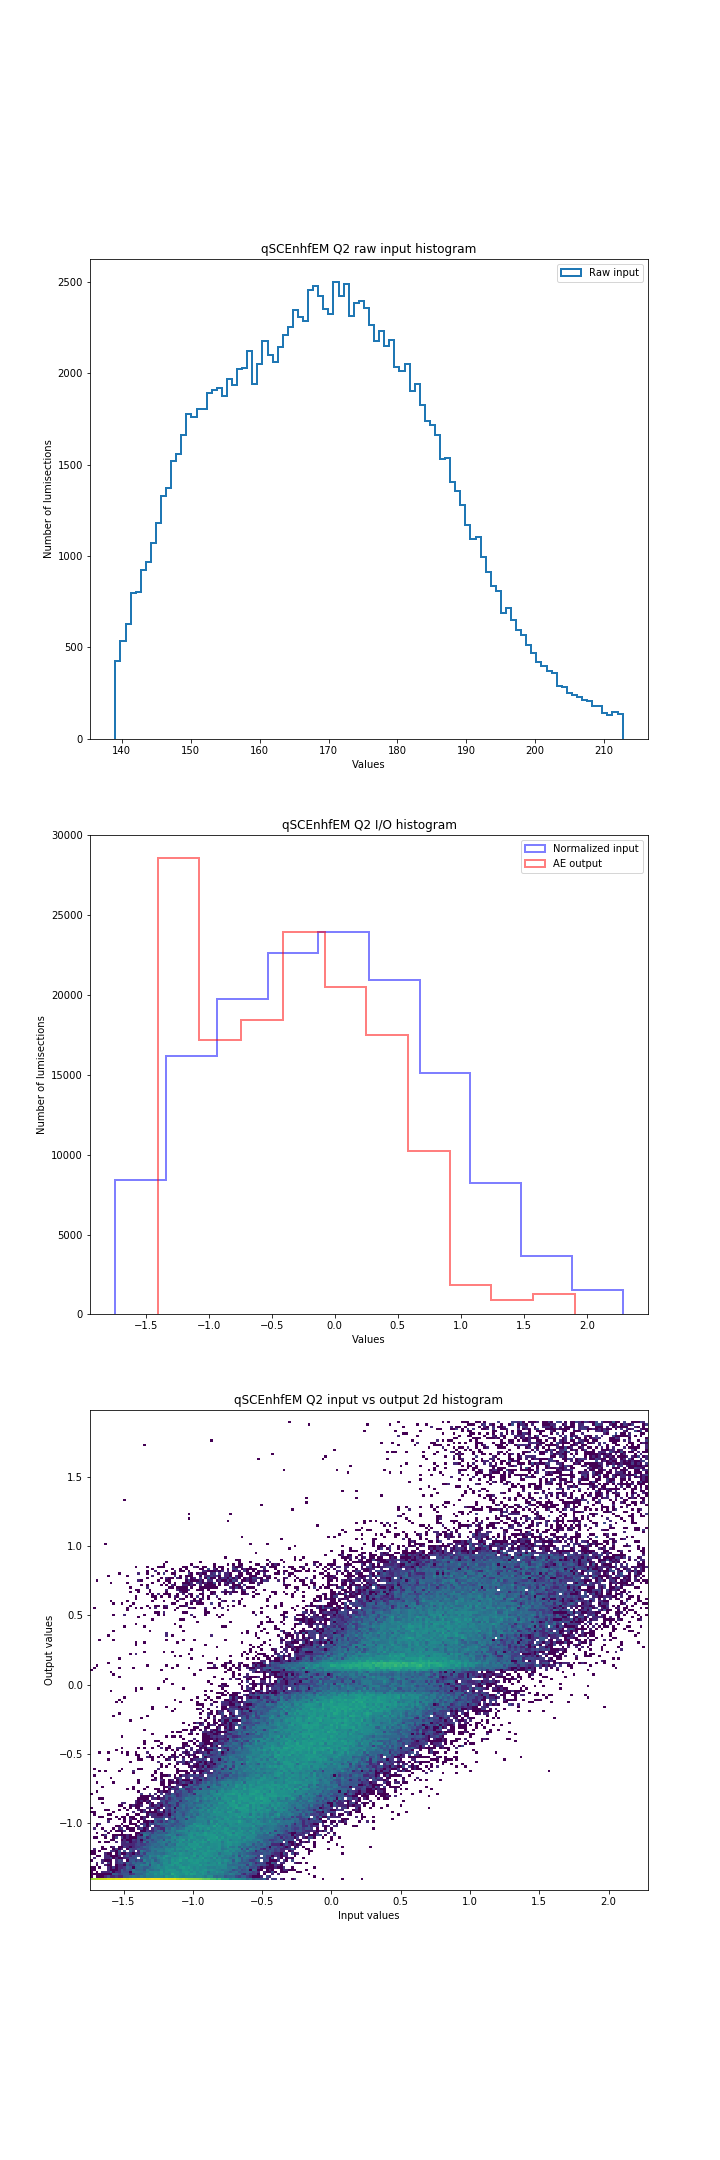 qSCEnhfEM Q2 raw input histogram
Raw input
2500
2000
1500
1000
500
0
Number of lumisections
140 150 160 170 180 190 200 210
Values
qSCEnhfEM Q2 I/O histogram
Normalized input
AE output
30000
25000
20000
15000
10000
5000
0
Number of lumisections
−1.5 −1.0 −0.5 0.0 0.5 1.0 1.5 2.0
Values
qSCEnhfEM Q2 input vs output 2d histogram
1.5
1.0
0.5
0.0
−0.5
−1.0
Output values
−1.5 −1.0 −0.5 0.0 0.5 1.0 1.5 2.0
Input values